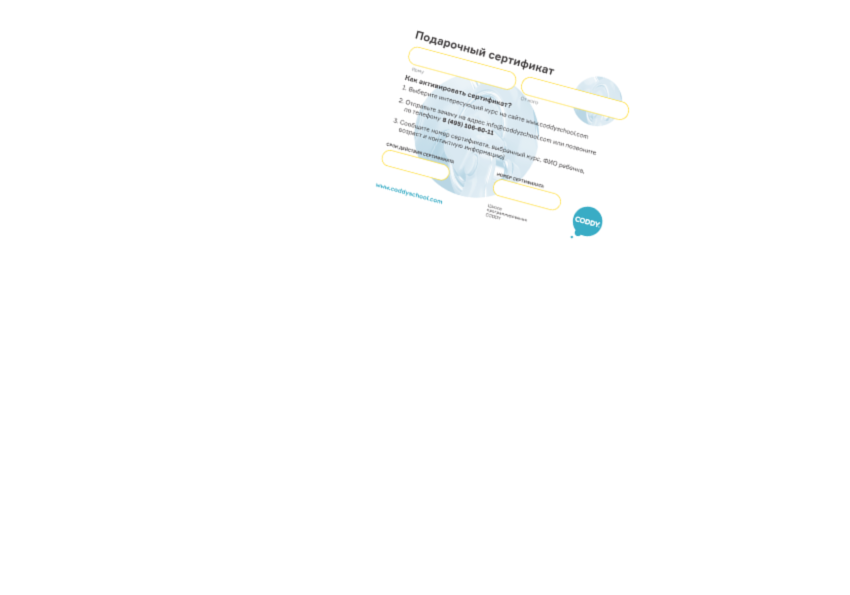 Подарочный сертификат
Кому
От кого
Как активировать сертификат?
1. Выберите интересующий курс на сайте www.coddyschool.com
2. Отправьте заявку на адрес info@coddyschool.com или позвоните
по телефону 8 (495) 106-60-11
3. Сообщите номер сертификата, выбранный курс, ФИО ребенка,
возраст и контактную информацию
СРОК ДЕЙСТВИЯ СЕРТИФИКАТА
НОМЕР СЕРТИФИКАТА
www.coddyschool.com
Школа
программирования
CODDY
CODDY.